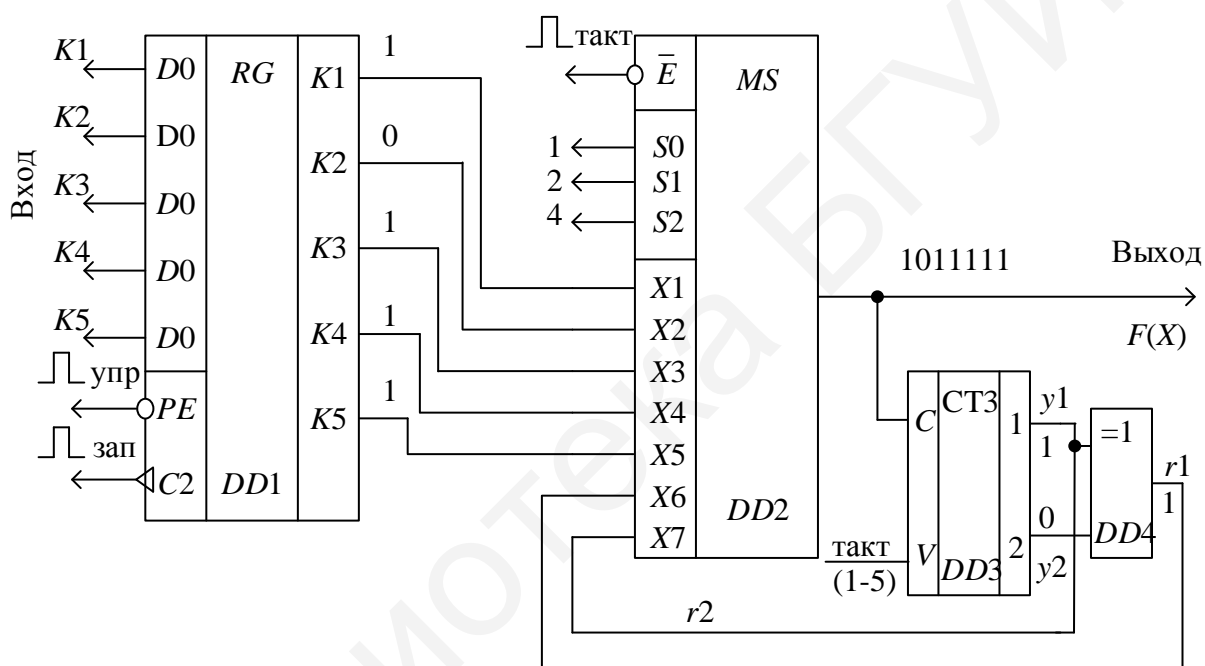 Вход
K1
K2
K3
K4
K5
упр
зап
D0
D0
D0
D0
D0
PE
C2
RG
DD1
K1
K2
K3
K4
K5
1
0
1
1
1
такт
E̅
1
2
4
S0
S1
S2
X1
X2
X3
X4
X5
X6
X7
MS
DD2
1011111
Выход
F(X)
такт
(1-5)
C
V
CT3
DD3
1
2
y1
1
0
y2
=1
DD4
r1
1
r2